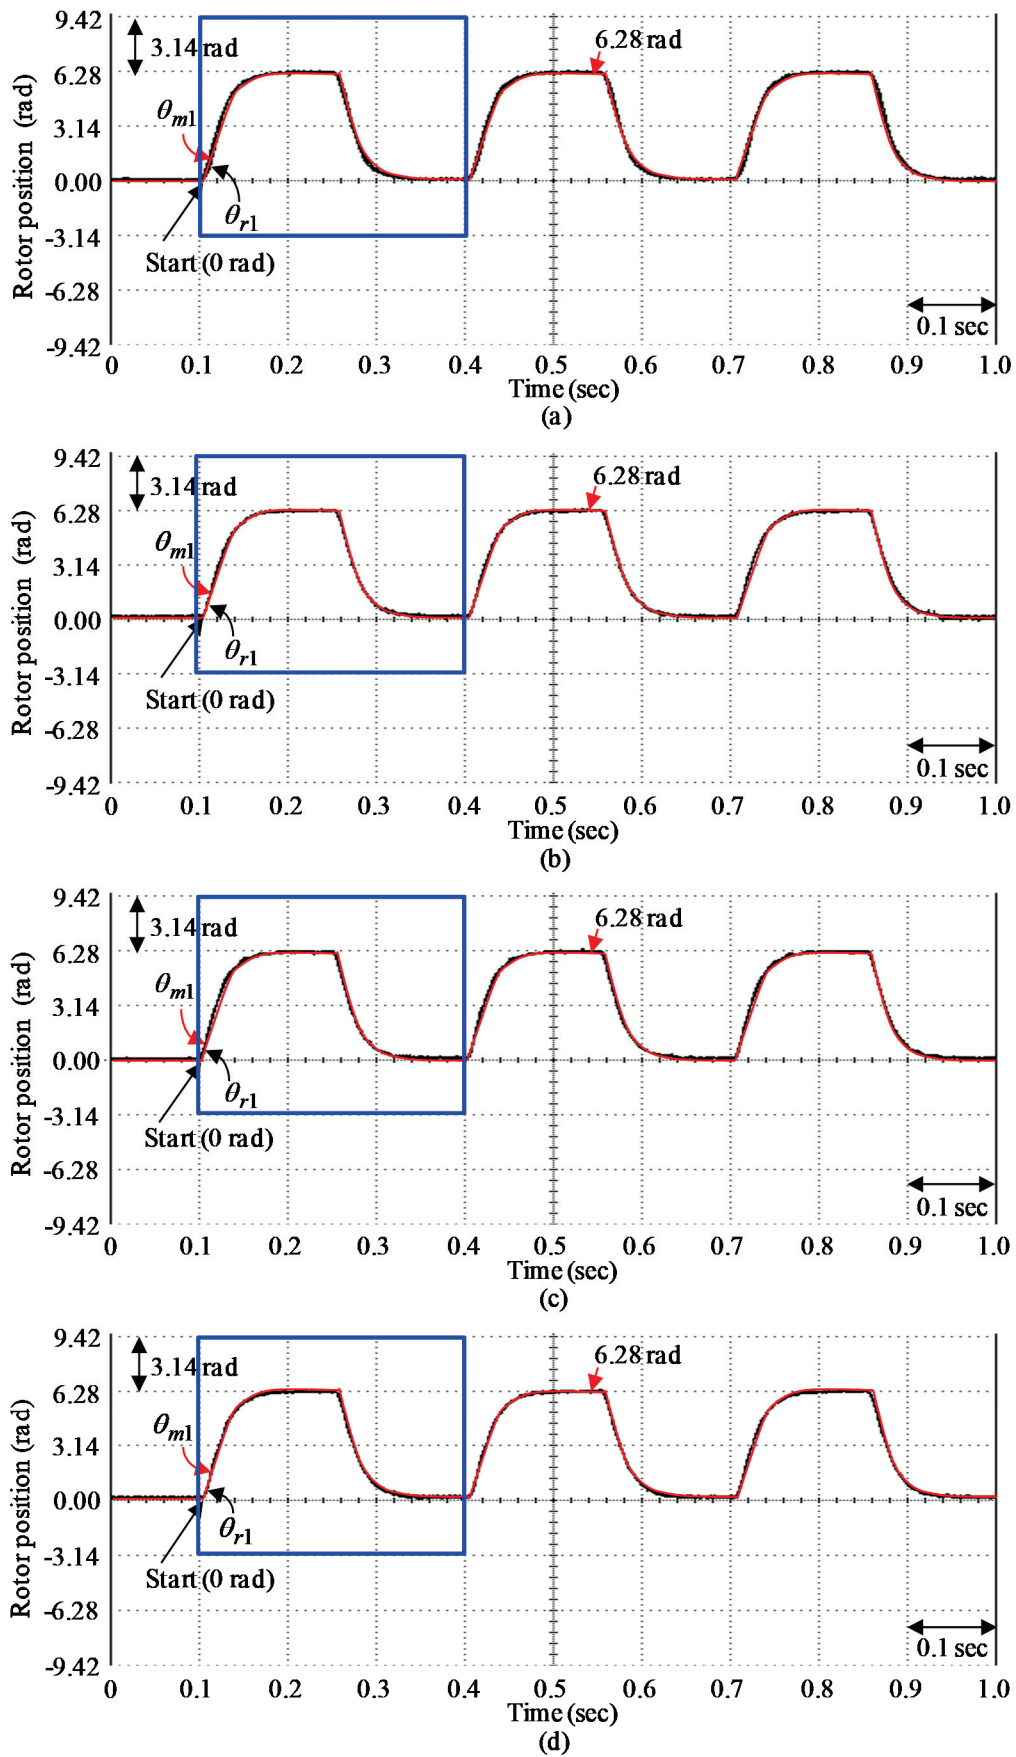 9.42
3.14 rad
6.28 rad
6.28
θm1
3.14
0.00
θr1
-3.14
Start (0 rad)
-6.28
0.1 sec
-9.42
Rotor position (rad)
0 0.1 0.2 0.3 0.4 0.5 0.6 0.7 0.8 0.9 1.0
Time (sec)
(a)
9.42
3.14 rad
6.28 rad
6.28
θm1
3.14
0.00
θr1
-3.14
Start (0 rad)
-6.28
0.1 sec
-9.42
Rotor position (rad)
0 0.1 0.2 0.3 0.4 0.5 0.6 0.7 0.8 0.9 1.0
Time (sec)
(b)
9.42
3.14 rad
6.28 rad
6.28
θm1
3.14
0.00
θr1
-3.14
Start (0 rad)
-6.28
0.1 sec
-9.42
Rotor position (rad)
0 0.1 0.2 0.3 0.4 0.5 0.6 0.7 0.8 0.9 1.0
Time (sec)
(c)
9.42
3.14 rad
6.28 rad
6.28
θm1
3.14
0.00
θr1
-3.14
Start (0 rad)
-6.28
0.1 sec
-9.42
Rotor position (rad)
0 0.1 0.2 0.3 0.4 0.5 0.6 0.7 0.8 0.9 1.0
Time (sec)
(d)